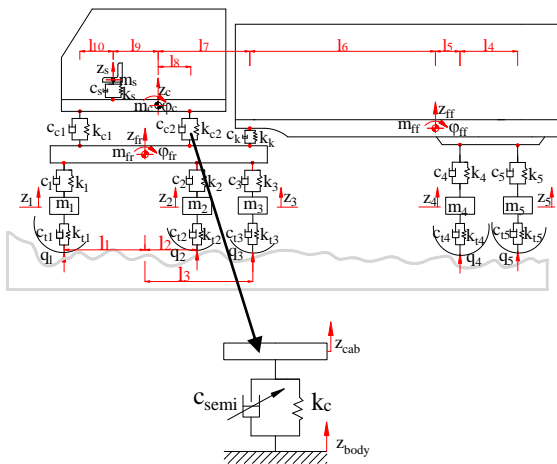 l10 l9 l7 l6 l5 l4
l8
zs ms zc zff
cs ks mc φc mff φff
cc1 kc1 zfr cc2 kc2 ck kk
mfr φfr
c1 k1 c2 k2 c3 k3 c4 k4 c5 k5
z1 m1 z2 m2 m3 z3 z4 m4 m5 z5
ct1 kt1 l1 l2 ct2 kt2 ct3 kt3 ct4 kt4 ct5 kt5
q1 q2 q3 q4 q5
l3
zcab
csemi kc
zbody